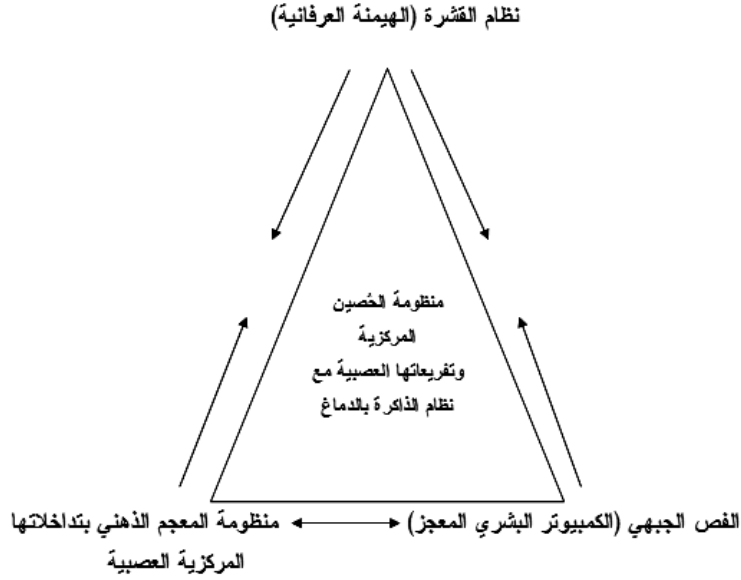 نظام القشرة (الهيمنة العرفانية)
منظومة الحُصين
المركزية
وتفريعاتها العصبية مع
نظام الذاكرة بالدماغ
الفص الجبهي (الكمبيوتر البشري المعجز)
منظومة المعجم الذهني بتداخلاتها
المركزية العصبية